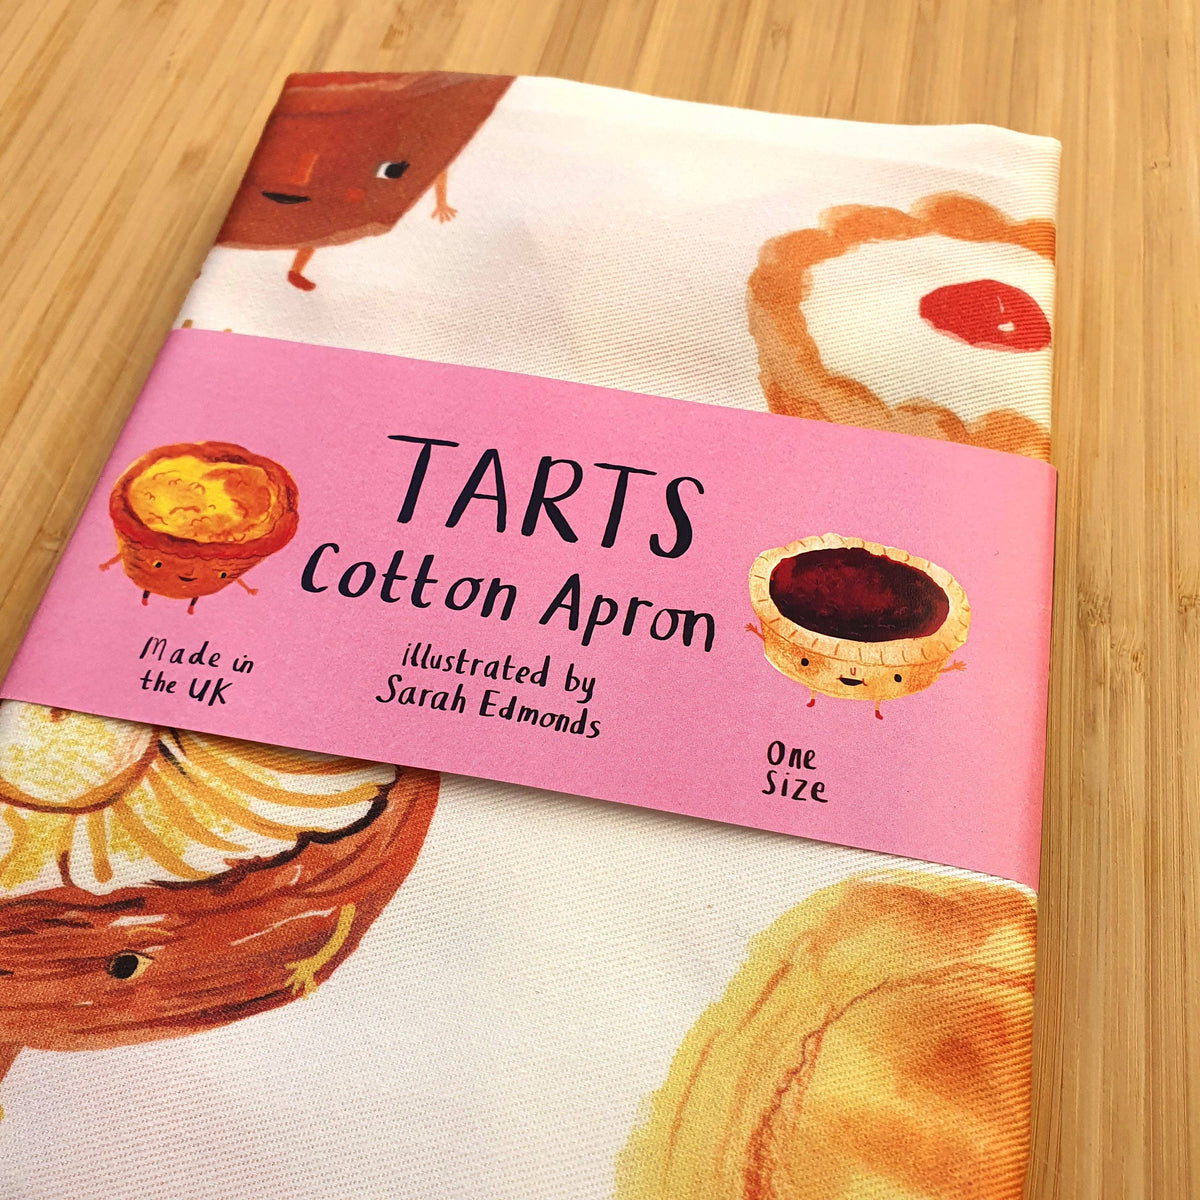 TARTS
Cotton Apron
illustrated by
Sarah Edmonds
Made in
the UK
One
Size